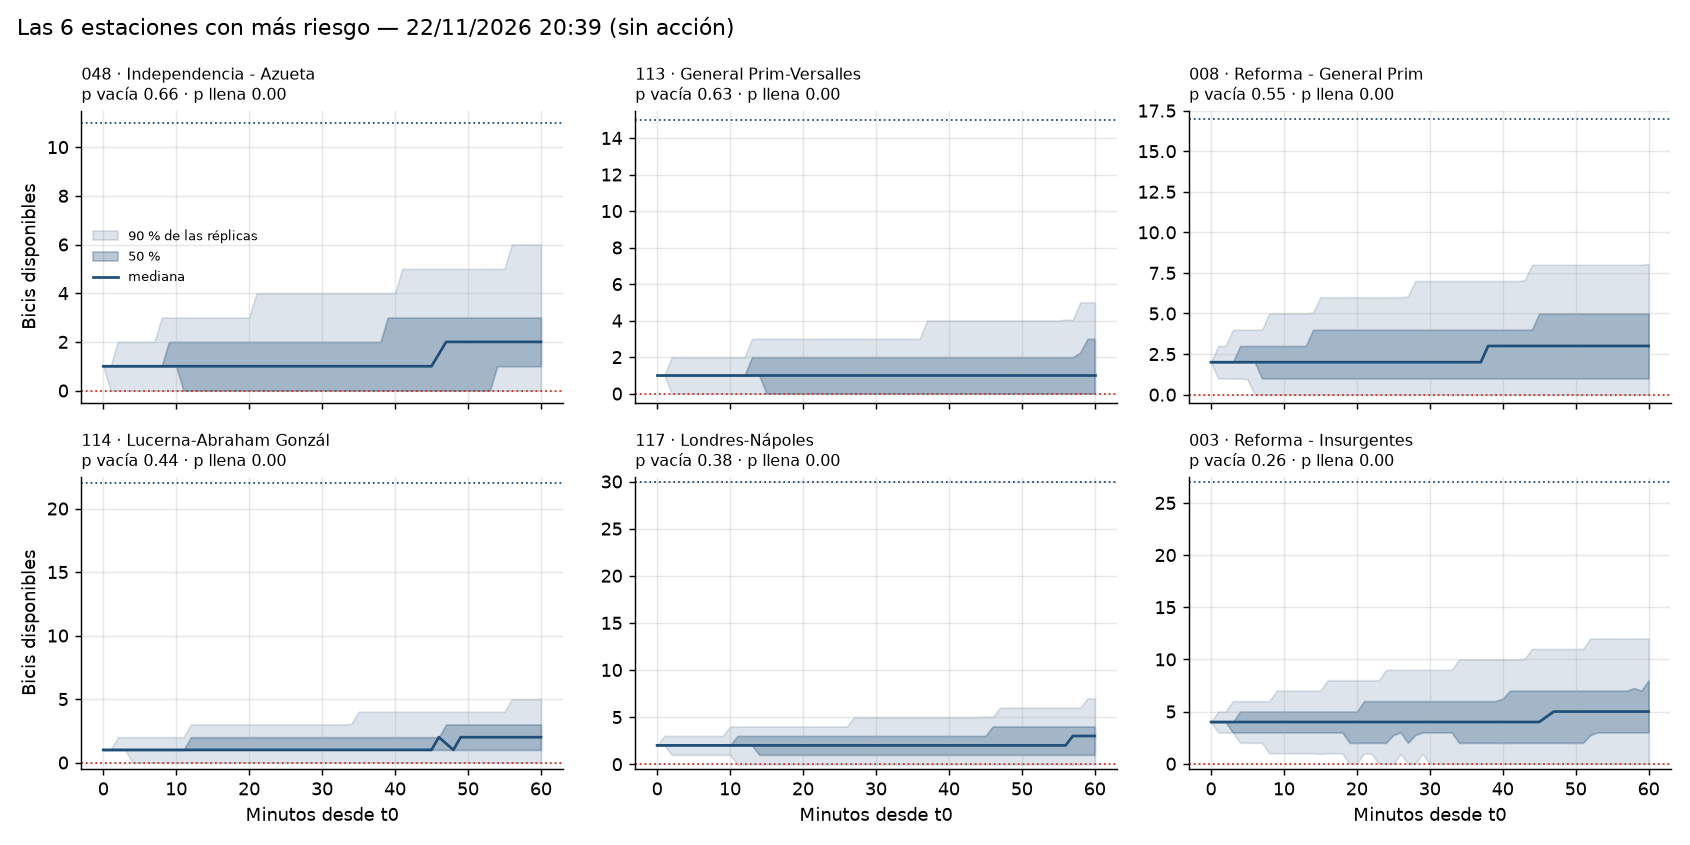 Las 6 estaciones con más riesgo — 22/11/2026 20:39 (sin acción)
048 · Independencia - Azueta
p vacía 0.66 · p llena 0.00
10
8
6
4
2
0
Bicis disponibles
90 % de las réplicas
50 %
mediana
113 · General Prim-Versalles
p vacía 0.63 · p llena 0.00
14
12
10
8
6
4
2
0
008 · Reforma - General Prim
p vacía 0.55 · p llena 0.00
17.5
15.0
12.5
10.0
7.5
5.0
2.5
0.0
114 · Lucerna-Abraham Gonzál
p vacía 0.44 · p llena 0.00
20
15
10
5
0
Bicis disponibles
0 10 20 30 40 50 60
Minutos desde t0
117 · Londres-Nápoles
p vacía 0.38 · p llena 0.00
30
25
20
15
10
5
0
0 10 20 30 40 50 60
Minutos desde t0
003 · Reforma - Insurgentes
p vacía 0.26 · p llena 0.00
25
20
15
10
5
0
0 10 20 30 40 50 60
Minutos desde t0